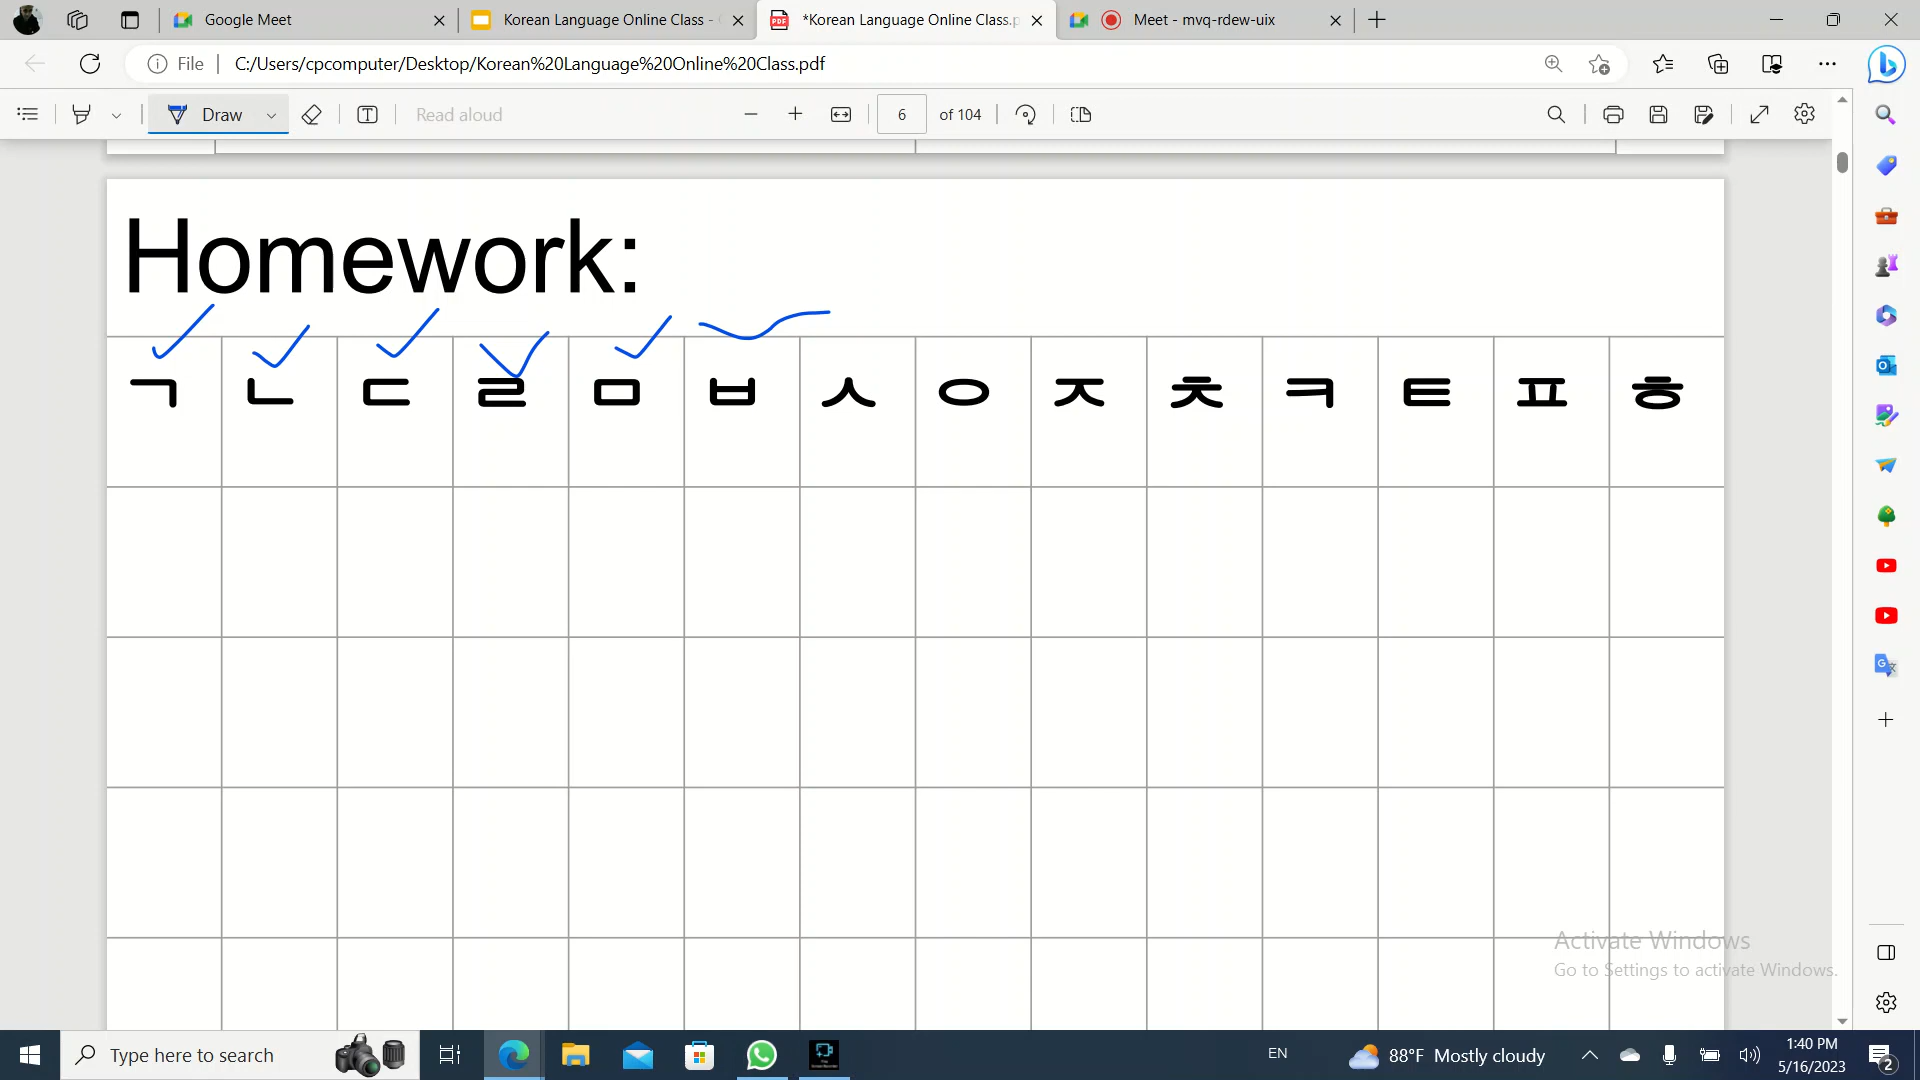 Google Meet
Korean Language Online Class -
*Korean Language Online Class.p
Meet - mvq-rdew-uix
File
C:/Users/cpcomputer/Desktop/Korean%20Language%20Online%20Class.pdf
Draw
Read aloud
6 of 104
Homework:
ㄱ ㄴ ㄷ ㄹ ㅁ ㅂ ㅅ ㅇ ㅈ ㅊ ㅋ ㅌ ㅍ ㅎ
Activate Windows
Go to Settings to activate Windows.
Type here to search
EN
88°F Mostly cloudy
1:40 PM
5/16/2023
2